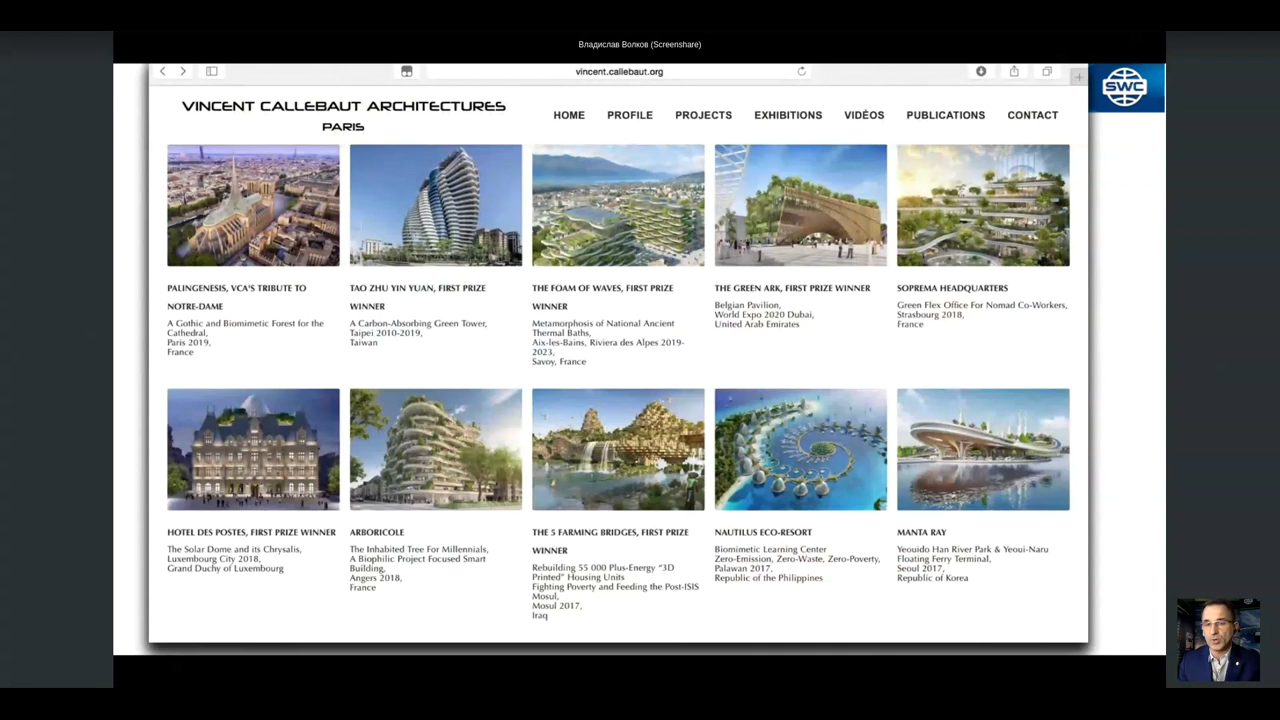 Владислав Волков (Screenshare)
vincent.callebaut.org
SWC
VINCENT CALLEBAUT ARCHITECTURES
PARIS
HOME PROFILE PROJECTS EXHIBITIONS VIDÉOS PUBLICATIONS CONTACT
PALINGENESIS, VCA'S TRIBUTE TO
NOTRE-DAME
A Gothic and Biomimetic Forest for the
Cathedral,
Paris 2019,
France
TAO ZHU YIN YUAN, FIRST PRIZE
WINNER
A Carbon-Absorbing Green Tower,
Taipei 2010-2019,
Taiwan
THE FOAM OF WAVES, FIRST PRIZE
WINNER
Metamorphosis of National Ancient
Thermal Baths,
Aix-les-Bains, Riviera des Alpes 2019-
2023,
Savoy, France
THE GREEN ARK, FIRST PRIZE WINNER
Belgian Pavilion,
World Expo 2020 Dubai,
United Arab Emirates
SOPREMA HEADQUARTERS
Green Flex Office For Nomad Co-Workers,
Strasbourg 2018,
France
HOTEL DES POSTES, FIRST PRIZE WINNER
The Solar Dome and its Chrysalis,
Luxembourg City 2018,
Grand Duchy of Luxembourg
ARBORICOLE
The Inhabited Tree For Millennials,
A Biophilic Project Focused Smart
Building,
Angers 2018,
France
THE 5 FARMING BRIDGES, FIRST PRIZE
WINNER
Rebuilding 55 000 Plus-Energy "3D
Printed" Housing Units
Fighting Poverty and Feeding the Post-ISIS
Mosul,
Mosul 2017,
Iraq
NAUTILUS ECO-RESORT
Biomimetic Learning Center
Zero-Emission, Zero-Waste, Zero-Poverty,
Palawan 2017,
Republic of the Philippines
MANTA RAY
Yeouido Han River Park & Yeoui-Naru
Floating Ferry Terminal,
Seoul 2017,
Republic of Korea